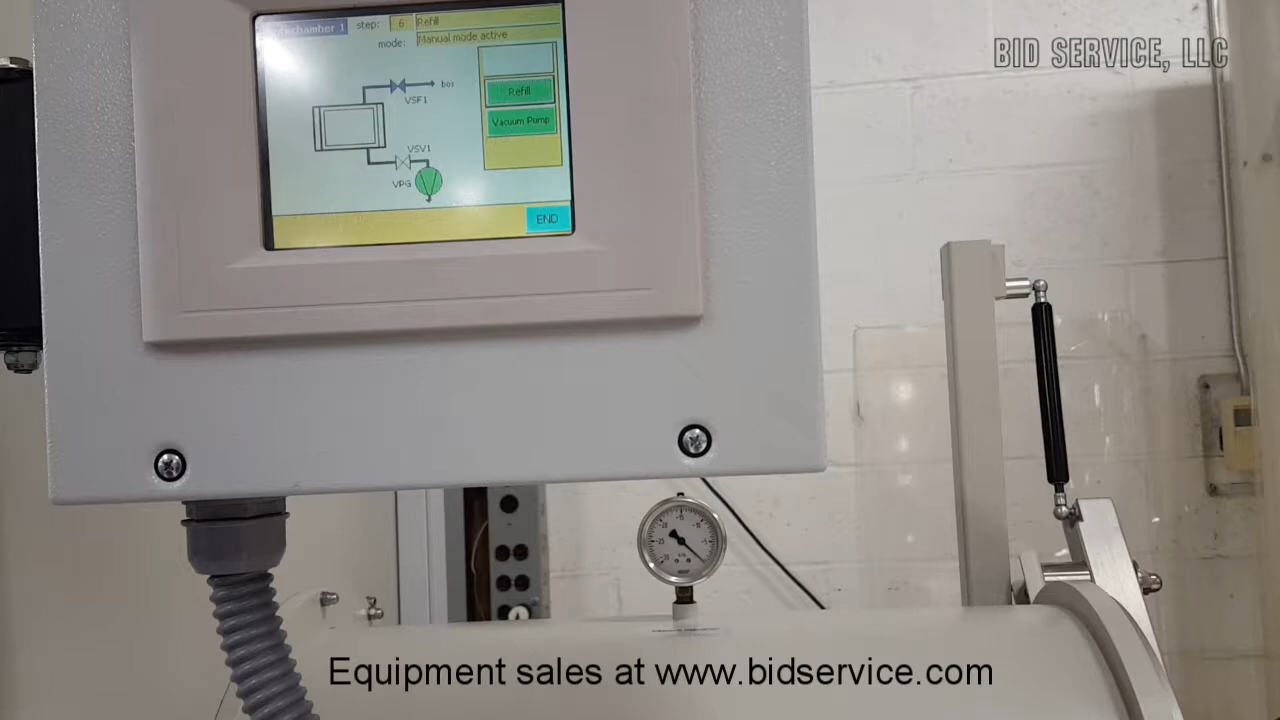 BID SERVICE, LLC
chamber 1 step: 6 Refill
mode: Manual mode active
box
VSF1
Refill
Vacuum Pump
VSV1
VPG
END
Equipment sales at www.bidservice.com